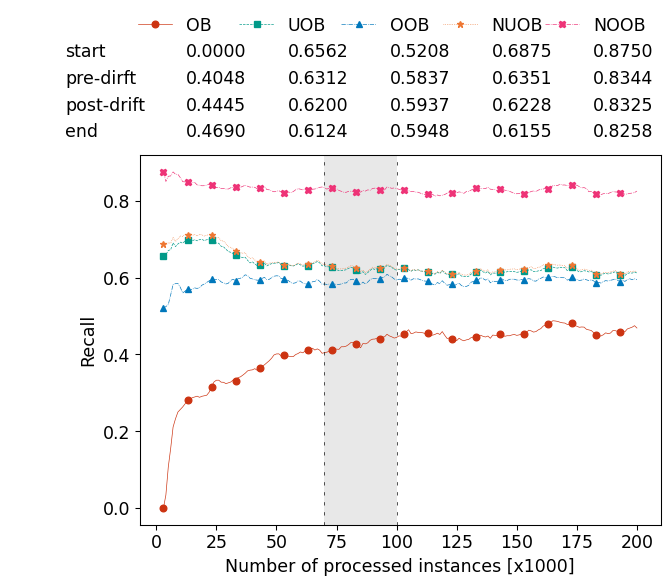 OB UOB OOB NUOB NOOB
start 0.0000 0.6562 0.5208 0.6875 0.8750
pre-dirft 0.4048 0.6312 0.5837 0.6351 0.8344
post-drift 0.4445 0.6200 0.5937 0.6228 0.8325
end 0.4690 0.6124 0.5948 0.6155 0.8258
0.8
0.6
0.4
0.2
0.0
Recall
0 25 50 75 100 125 150 175 200
Number of processed instances [x1000]